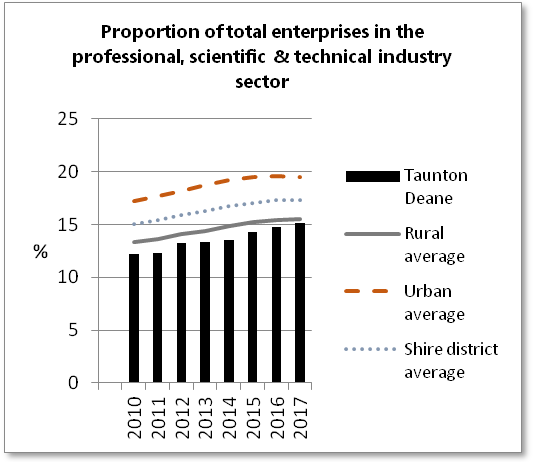 Proportion of total enterprises in the
professional, scientific & technical industry
sector
25
20
15
10
5
0
%
2010
2011
2012
2013
2014
2015
2016
2017
Taunton
Deane
Rural
average
Urban
average
Shire district
average